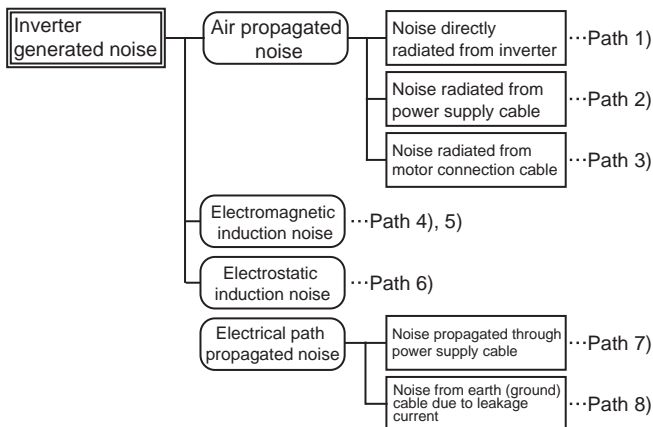 Inverter
generated noise
Air propagated
noise
Noise directly
radiated from inverter
···Path 1)
Noise radiated from
power supply cable
···Path 2)
Noise radiated from
motor connection cable
···Path 3)
Electromagnetic
induction noise
···Path 4), 5)
Electrostatic
induction noise
···Path 6)
Electrical path
propagated noise
Noise propagated through
power supply cable
···Path 7)
Noise from earth (ground)
cable due to leakage
current
···Path 8)